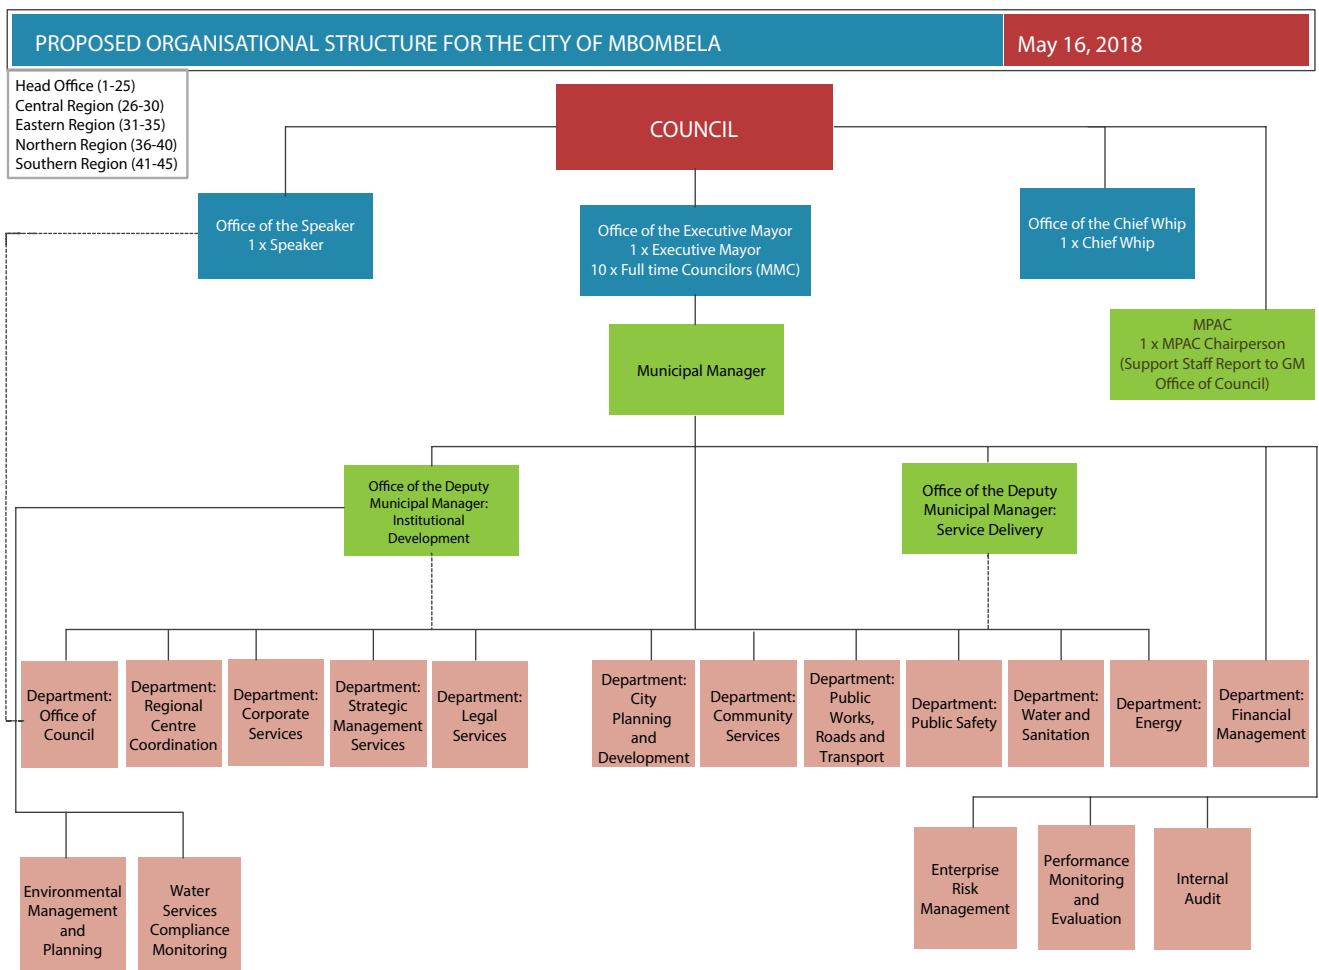 PROPOSED ORGANISATIONAL STRUCTURE FOR THE CITY OF MBOMBELA
May 16, 2018
Head Office (1-25)
Central Region (26-30)
Eastern Region (31-35)
Northern Region (36-40)
Southern Region (41-45)
COUNCIL
Office of the Speaker
1 x Speaker
Office of the Executive Mayor
1 x Executive Mayor
10 x Full time Councilors (MMC)
Office of the Chief Whip
1 x Chief Whip
MPAC
1 x MPAC Chairperson
(Support Staff Report to GM
Office of Council)
Municipal Manager
Office of the Deputy
Municipal Manager:
Institutional
Development
Office of the Deputy
Municipal Manager:
Service Delivery
Department:
Office of
Council
Department:
Regional
Centre
Coordination
Department:
Corporate
Services
Department:
Strategic
Management
Services
Department:
Legal
Services
Department:
City
Planning
and
Development
Department:
Community
Services
Department:
Public
Works,
Roads and
Transport
Department:
Public Safety
Department:
Water and
Sanitation
Department:
Energy
Department:
Financial
Management
Environmental
Management
and
Planning
Water
Services
Compliance
Monitoring
Enterprise
Risk
Management
Performance
Monitoring
and
Evaluation
Internal
Audit